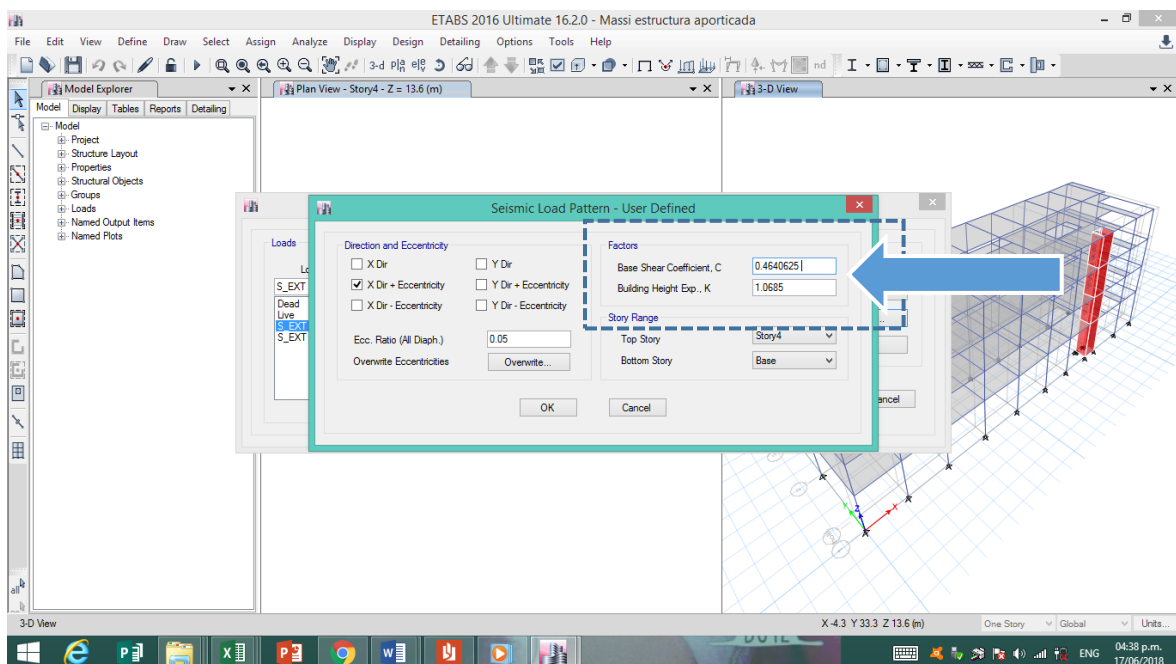 ETABS 2016 Ultimate 16.2.0 - Massi estructura aporticada
File Edit View Define Draw Select Assign Analyze Display Design Detailing Options Tools Help
3-d nd
Model Explorer
Plan View - Story4 - Z = 13.6 (m)
3-D View
Model Display Tables Reports Detailing
Model
Project
Structure Layout
Properties
Structural Objects
Groups
Loads
Named Output Items
Named Plots
Seismic Load Pattern - User Defined
Loads
S_EXT
Dead
Live
S_EXT
S_EXT
Direction and Eccentricity
X Dir Y Dir
X Dir + Eccentricity Y Dir + Eccentricity
X Dir - Eccentricity Y Dir - Eccentricity
Ecc. Ratio (All Diaph.) 0.05
Overwrite Eccentricities Overwrite...
Factors
Base Shear Coefficient, C 0.4640625
Building Height Exp., K 1.0685
Story Range
Top Story Story4
Bottom Story Base
OK Cancel
ancel
X
Y
Z
all
3-D View
X -4.3 Y 33.3 Z 13.6 (m)
One Story Global Units...
ENG
04:38 p.m.
17/06/2018